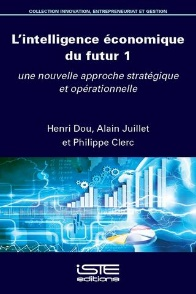 COLLECTION INNOVATION, ENTREPRENEURIAT ET GESTION
L'intelligence économique
du futur 1
une nouvelle approche stratégique
et opérationnelle
Henri Dou, Alain Juillet
et Philippe Clerc
iSTE
editions